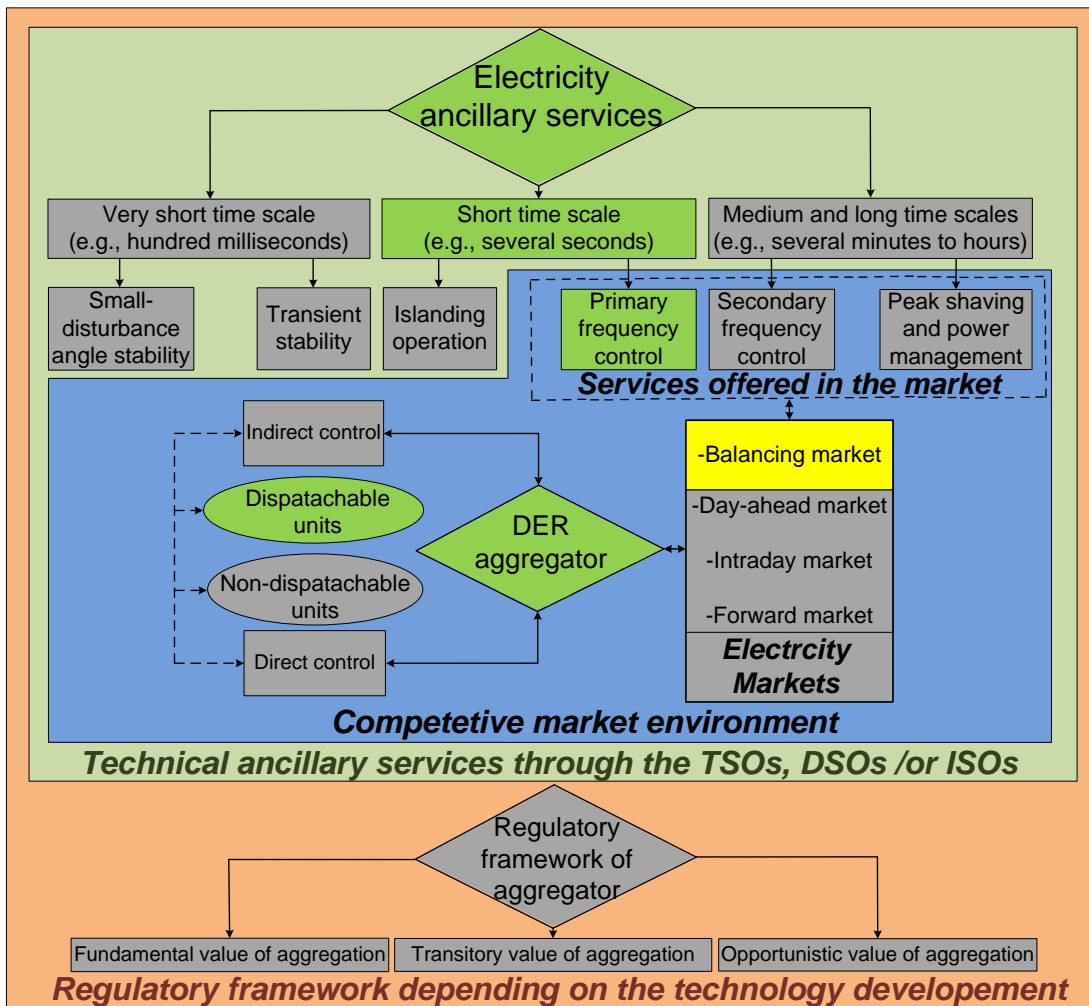 Electricity
ancillary services
Very short time scale
(e.g., hundred milliseconds)
Short time scale
(e.g., several seconds)
Medium and long time scales
(e.g., several minutes to hours)
Small-
disturbance
angle stability
Transient
stability
Islanding
operation
Primary
frequency
control
Secondary
frequency
control
Peak shaving
and power
management
Services offered in the market
Indirect control
Dispatachable
units
Non-dispatachable
units
Direct control
DER
aggregator
-Balancing market
-Day-ahead market
-Intraday market
-Forward market
Electrcity
Markets
Competetive market environment
Technical ancillary services through the TSOs, DSOs /or ISOs
Regulatory
framework of
aggregator
Fundamental value of aggregation
Transitory value of aggregation
Opportunistic value of aggregation
Regulatory framework depending on the technology developement